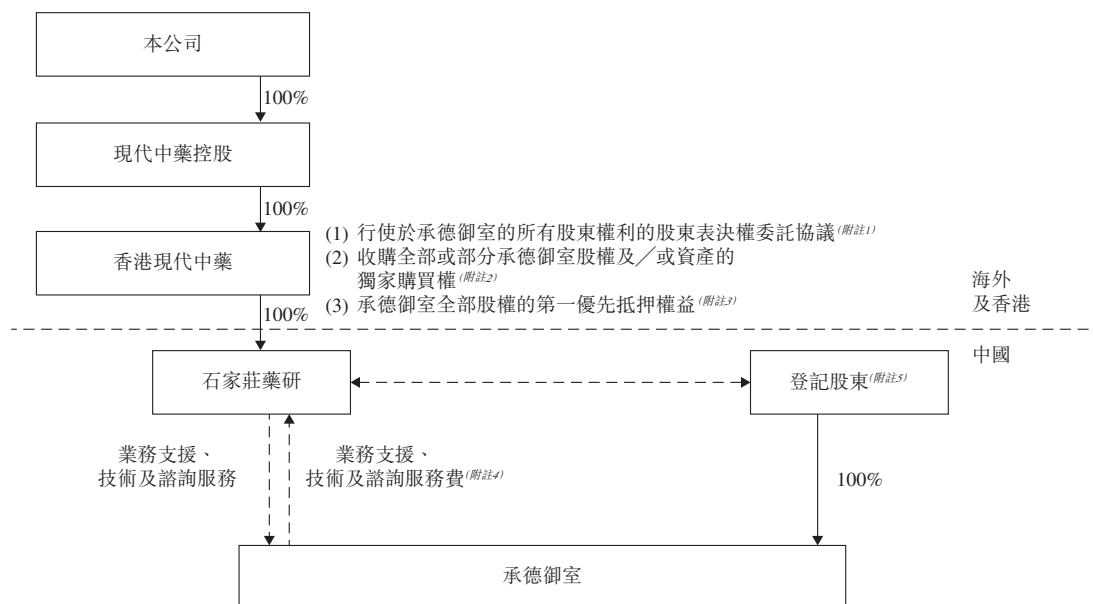 本公司
100%
現代中藥控股
100%
香港現代中藥
(1) 行使於承德御室的所有股東權利的股東表決權委託協議(附註1)
(2) 收購全部或部分承德御室股權及／或資產的
獨家購買權(附註2)
(3) 承德御室全部股權的第一優先抵押權益(附註3)
海外
及香港
100%
中國
石家莊藥研
登記股東(附註5)
業務支援、
技術及諮詢服務
業務支援、
技術及諮詢服務費(附註4)
100%
承德御室